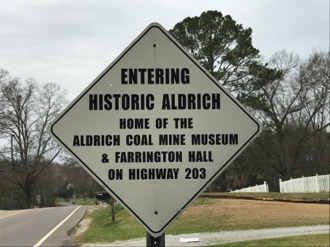 ENTERING
HISTORIC ALDRICH
HOME OF THE
ALDRICH COAL MINE MUSEUM
& FARRINGTON HALL
ON HIGHWAY 203